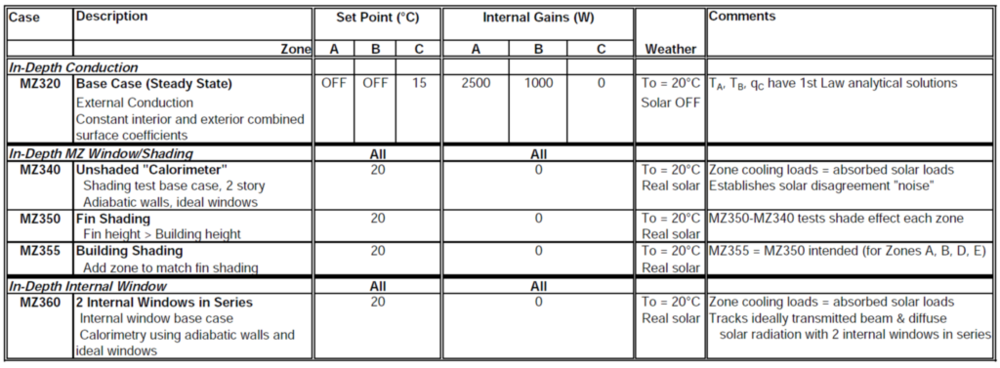 Case Description Set Point (°C) Internal Gains (W) Comments
Zone A B C A B C Weather
In-Depth Conduction
MZ320 Base Case (Steady State) OFF OFF 15 2500 1000 0 To = 20°C TA, TB, qC have 1st Law analytical solutions
External Conduction Solar OFF
Constant interior and exterior combined
surface coefficients
In-Depth MZ Window/Shading All All
MZ340 Unshaded "Calorimeter" 20 0 To = 20°C Zone cooling loads = absorbed solar loads
Shading test base case, 2 story Real solar Establishes solar disagreement "noise"
Adiabatic walls, ideal windows
MZ350 Fin Shading 20 0 To = 20°C MZ350-MZ340 tests shade effect each zone
Fin height > Building height Real solar
MZ355 Building Shading 20 0 To = 20°C MZ355 = MZ350 intended (for Zones A, B, D, E)
Add zone to match fin shading Real solar
In-Depth Internal Window All All
MZ360 2 Internal Windows in Series 20 0 To = 20°C Zone cooling loads = absorbed solar loads
Internal window base case Real solar Tracks ideally transmitted beam & diffuse
Calorimetry using adiabatic walls and solar radiation with 2 internal windows in series
ideal windows